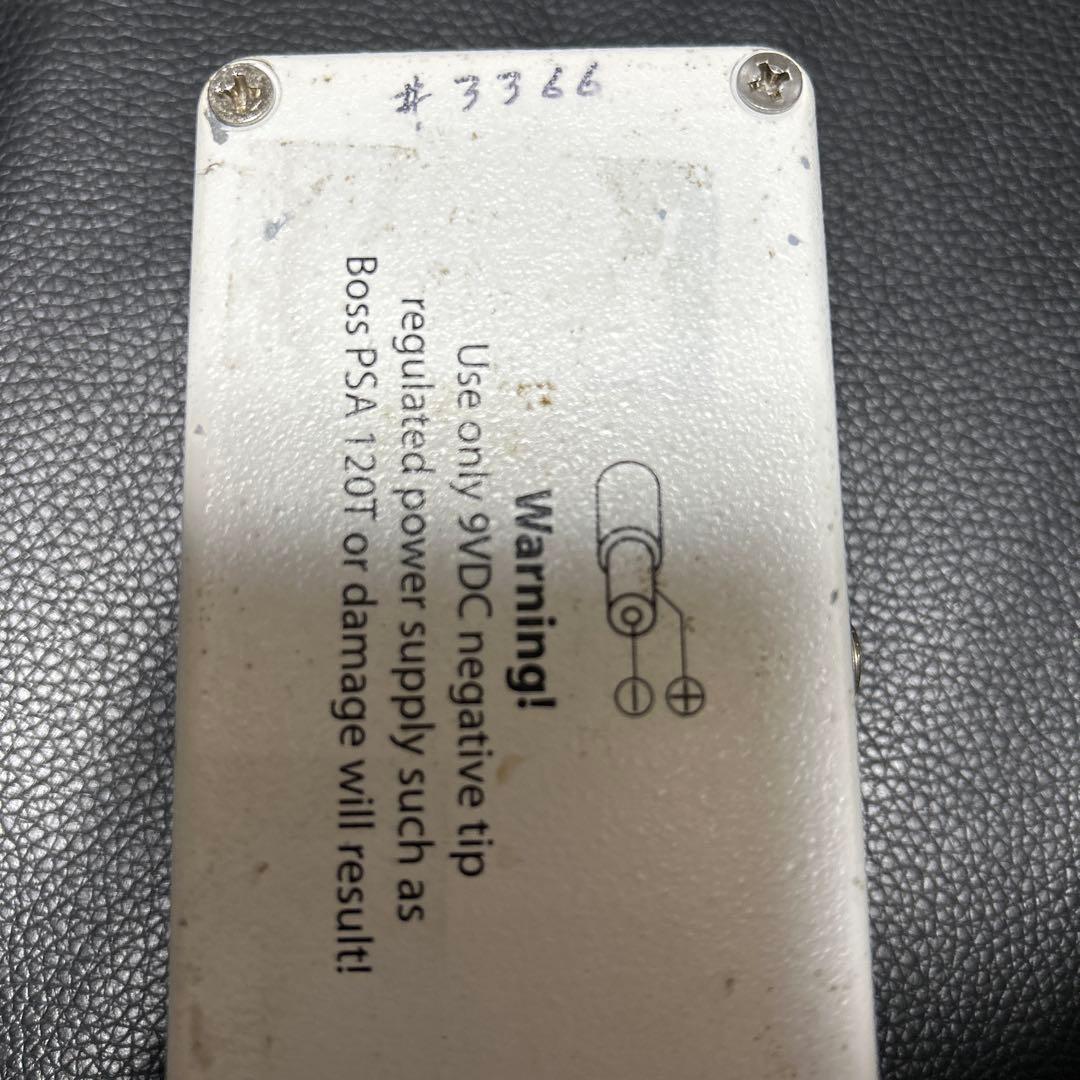 #3366
Warning!
Use only 9VDC negative tip
regulated power supply such as
Boss PSA 120T or damage will result!